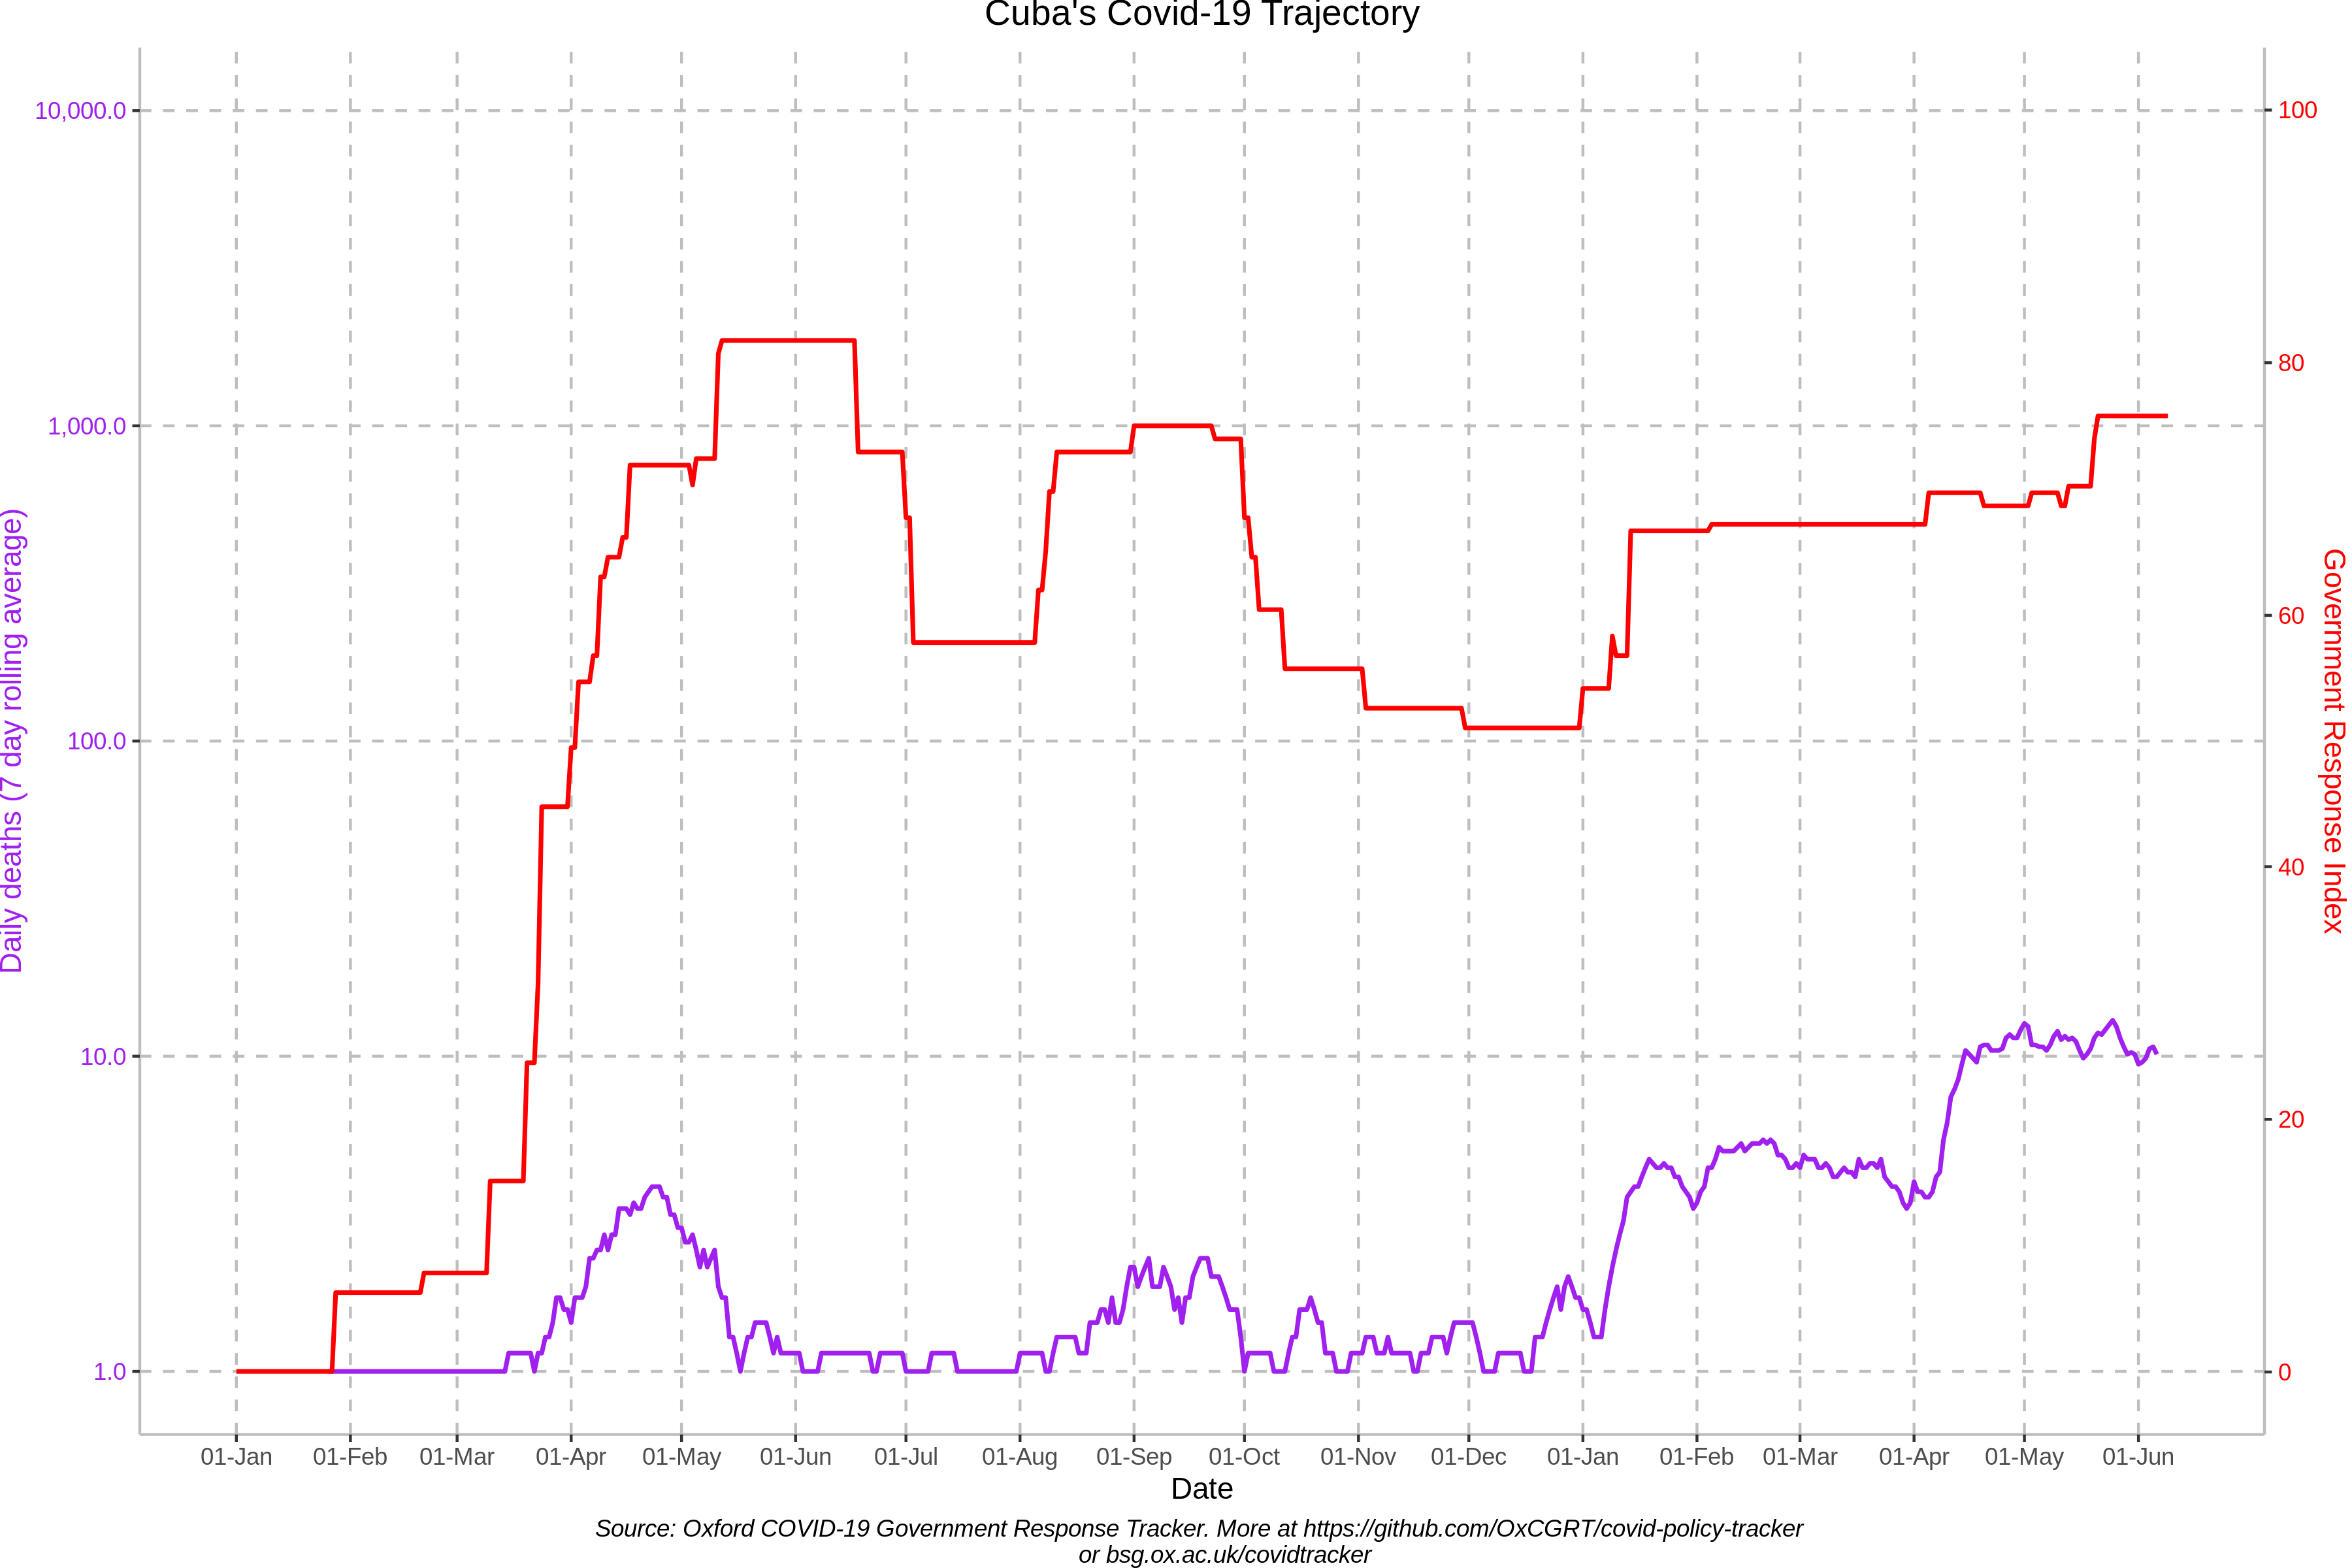 Cuba's Covid-19 Trajectory
10,000.0
1,000.0
100.0
10.0
1.0
Daily deaths (7 day rolling average)
100
80
60
40
20
0
Government Response Index
01-Jan 01-Feb 01-Mar 01-Apr 01-May 01-Jun 01-Jul 01-Aug 01-Sep 01-Oct 01-Nov 01-Dec 01-Jan 01-Feb 01-Mar 01-Apr 01-May 01-Jun
Date
Source: Oxford COVID-19 Government Response Tracker. More at https://github.com/OxCGRT/covid-policy-tracker
or bsg.ox.ac.uk/covidtracker